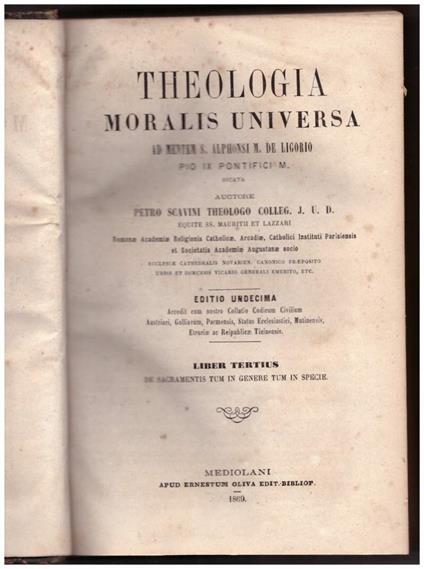 THEOLOGIA
MORALIS UNIVERSA
AD MENTEM S. ALPHONSI M. DE LIGORIO
PIO IX PONTIFICI M.
DICATA
AUCTORE
PETRO SCAVINI THEOLOGO COLLEG. J. U. D.
EQUITE SS. MAURITII ET LAZZARI
Romanæ Academiæ Religionis Catholicæ, Arcadiæ, Catholici Instituti Parisiensis
et Societatis Academiæ Augustanæ socio
ECCLESIÆ CATHEDRALIS NOVARIEN. CANONICO PRÆPOSITO
URBIS ET DIŒCESIS VICARIO GENERALI EMERITO, ETC.
EDITIO UNDECIMA
Accedit cum nostro Collatio Codicum Civilium
Austriaci, Galliarum, Parmensis, Status Ecclesiastici, Mutinensis,
Etruriæ ac Reipublicæ Ticinensis.
LIBER TERTIUS
DE SACRAMENTIS TUM IN GENERE TUM IN SPECIE.
MEDIOLANI
APUD ERNESTUM OLIVA EDIT.-BIBLIOP.
1869.